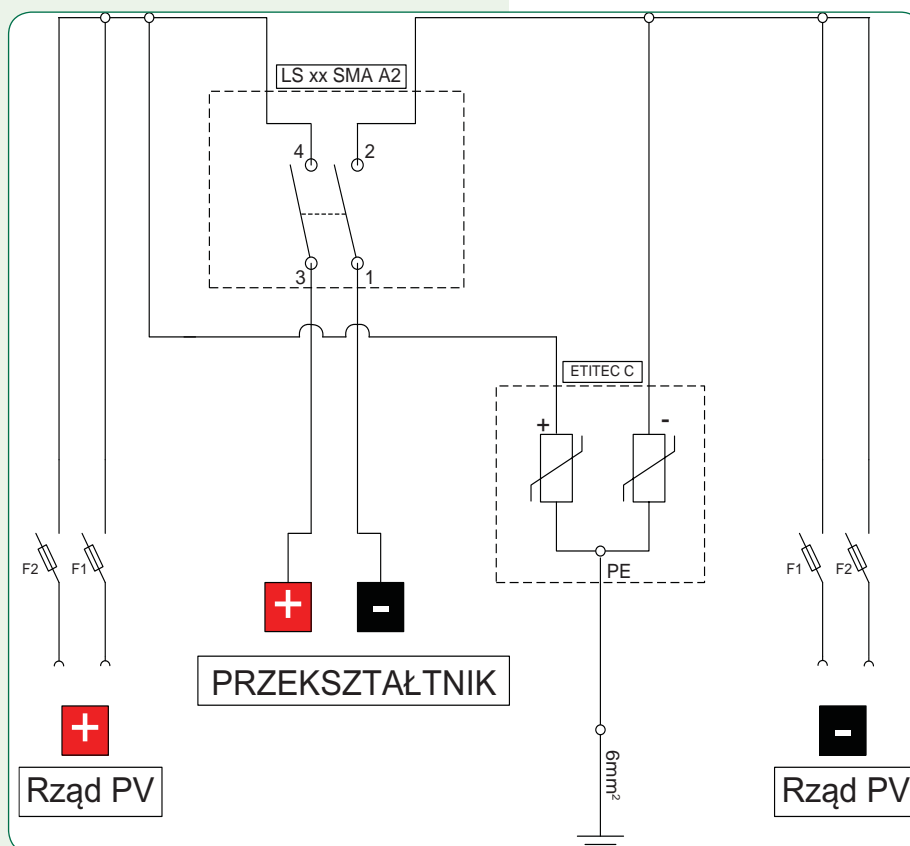 LS xx SMA A2
4 2
3 1
ETITEC C
+ -
F2 F1
F1 F2
PE
+ -
PRZEKSZTAŁTNIK
+
Rząd PV
-
Rząd PV
6mm²